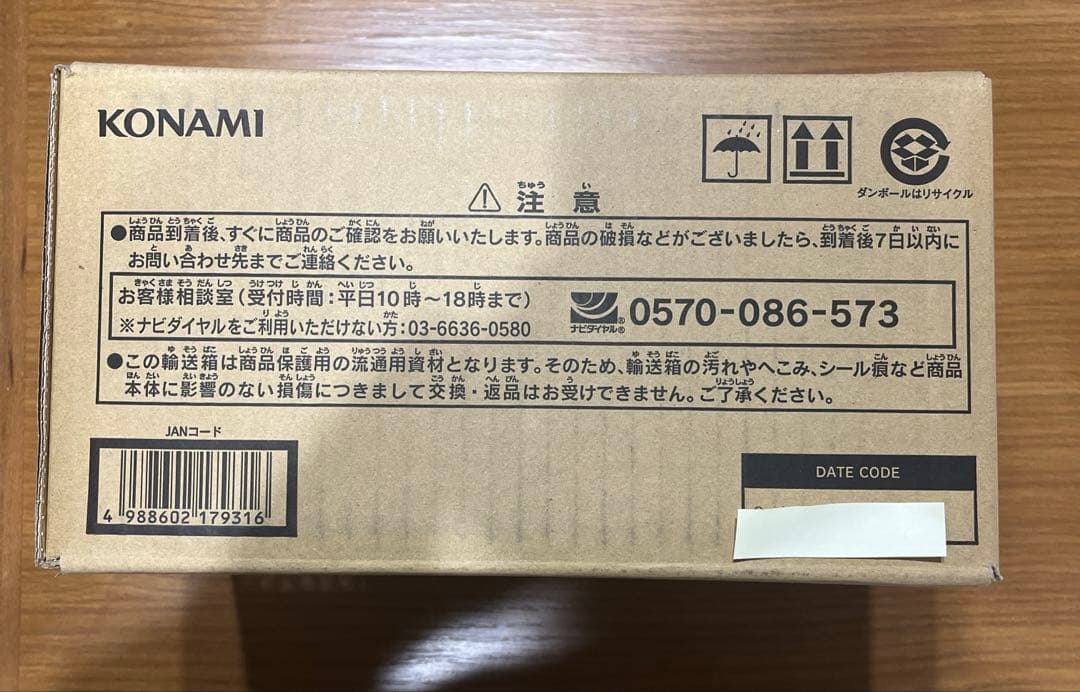 KONAMI
ダンボールはリサイクル
注意
●商品到着後、すぐに商品のご確認をお願いいたします。商品の破損などがございましたら、到着後7日以内に
お問い合わせ先までご連絡ください。
お客様相談室(受付時間:平日10時〜18時まで)
※ナビダイヤルをご利用いただけない方:03-6636-0580
ナビダイヤル® 0570-086-573
●この輸送箱は商品保護用の流通用資材となります。そのため、輸送箱の汚れやへこみ、シール痕など商品
本体に影響のない損傷につきまして交換・返品はお受けできません。ご了承ください。
JANコード
4 988602 179316
DATE CODE